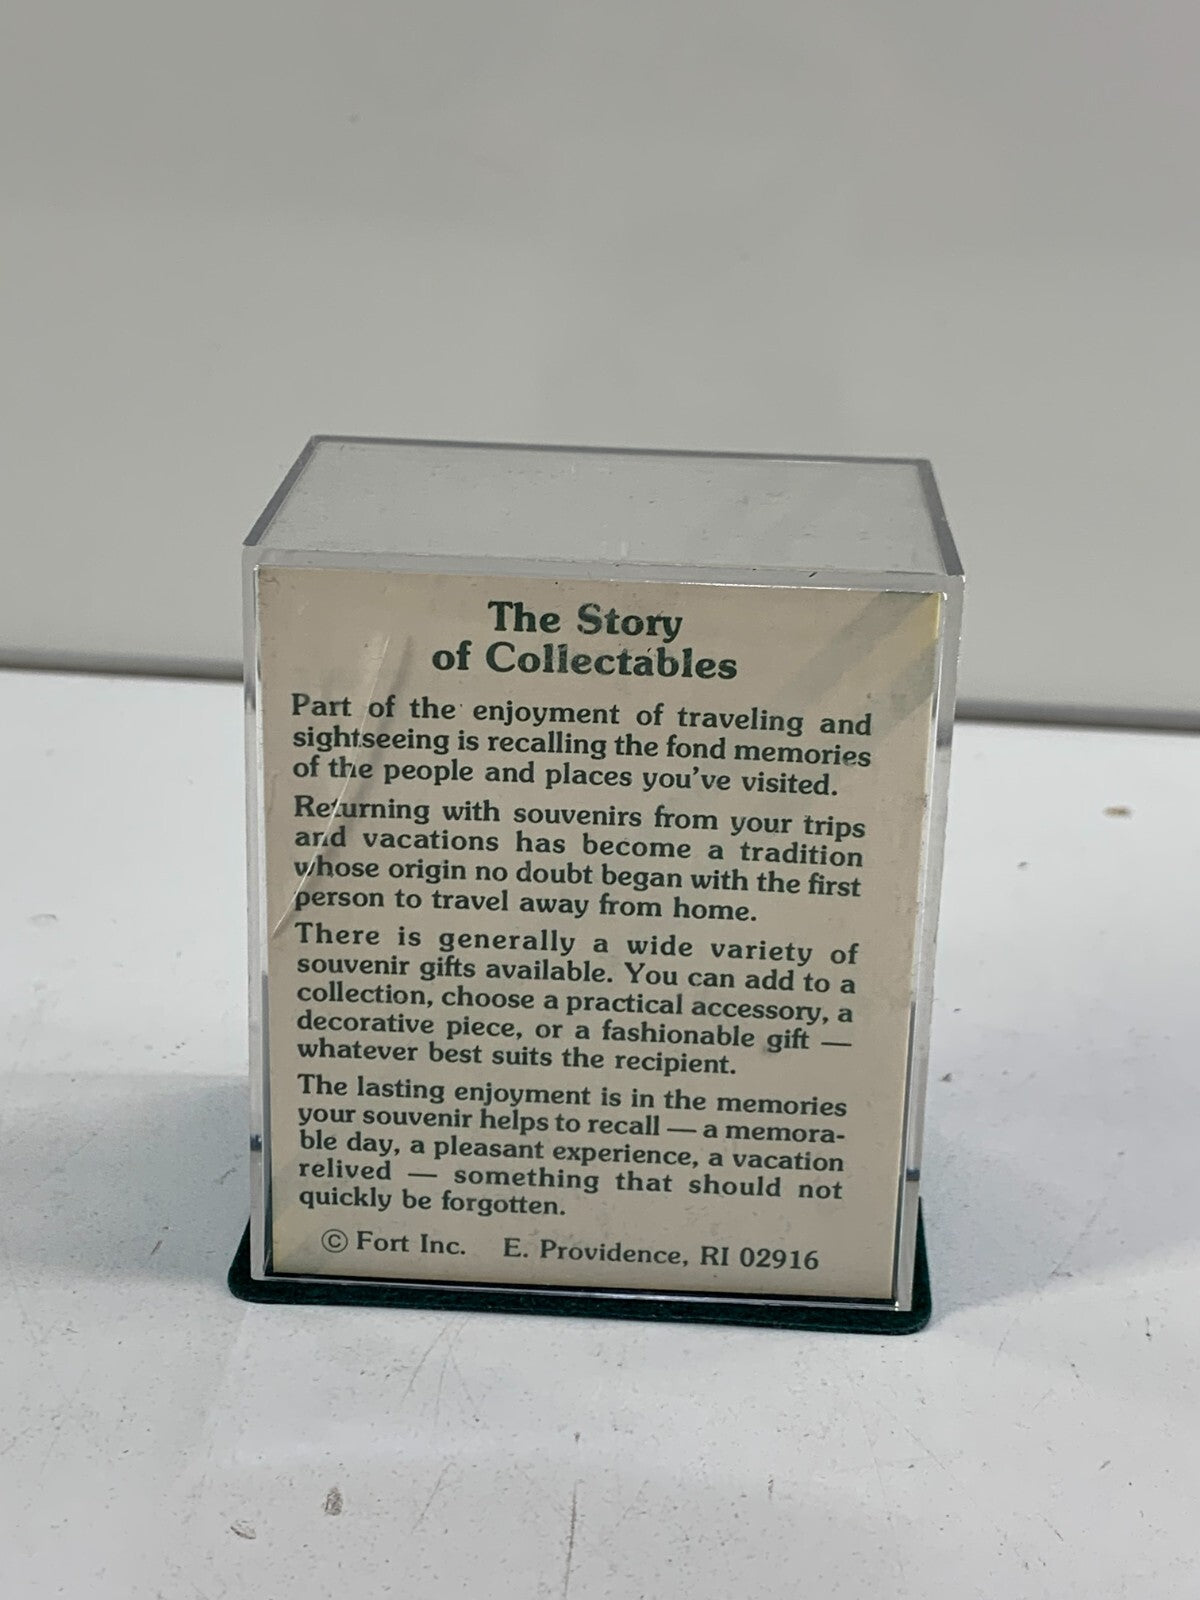 The Story
of Collectables
Part of the enjoyment of traveling and
sightseeing is recalling the fond memories
of the people and places you've visited.
Returning with souvenirs from your trips
and vacations has become a tradition
whose origin no doubt began with the first
person to travel away from home.
There is generally a wide variety of
souvenir gifts available. You can add to a
collection, choose a practical accessory, a
decorative piece, or a fashionable gift —
whatever best suits the recipient.
The lasting enjoyment is in the memories
your souvenir helps to recall — a memora-
ble day, a pleasant experience, a vacation
relived — something that should not
quickly be forgotten.
© Fort Inc. E. Providence, RI 02916